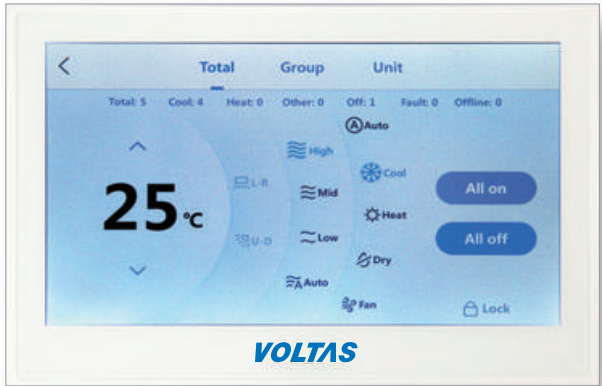 Total Group Unit
Total: 5 Cool: 4 Heat: 0 Other: 0 Off: 1 Fault: 0 Offline: 0
A Auto
High
Cool
L-R
Mid
All on
25°C
Heat
U-D
Low
All off
Dry
A Auto
Fan
Lock
VOLTAS